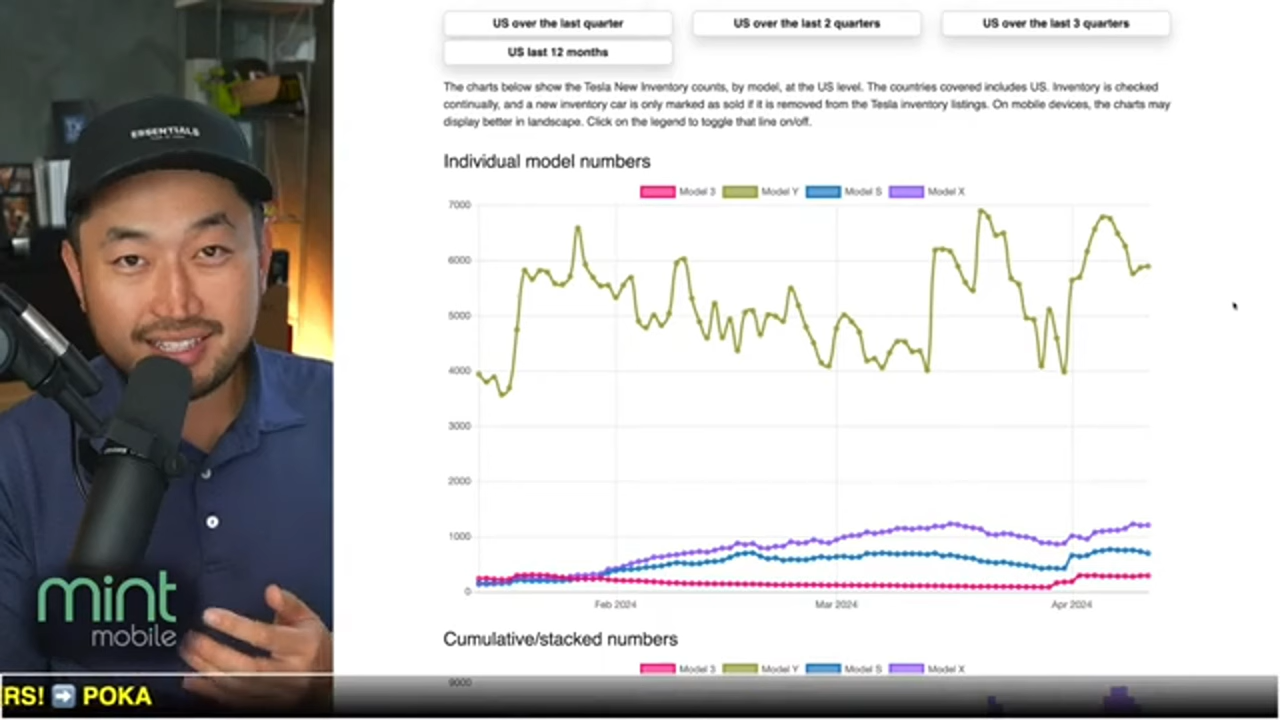 US over the last quarter
US over the last 2 quarters
US over the last 3 quarters
US last 12 months
The charts below show the Tesla New Inventory counts, by model, at the US level. The countries covered includes US. Inventory is checked
continually, and a new inventory car is only marked as sold if it is removed from the Tesla inventory listings. On mobile devices, the charts may
display better in landscape. Click on the legend to toggle that line on/off.
ESSENTIALS
Individual model numbers
Model 3 Model Y Model S Model X
7000
6000
5000
4000
3000
2000
1000
0
Feb 2024 Mar 2024 Apr 2024
mint
mobile
Cumulative/stacked numbers
Model 3 Model Y Model S Model X
9000
RS! ➡️ POKA